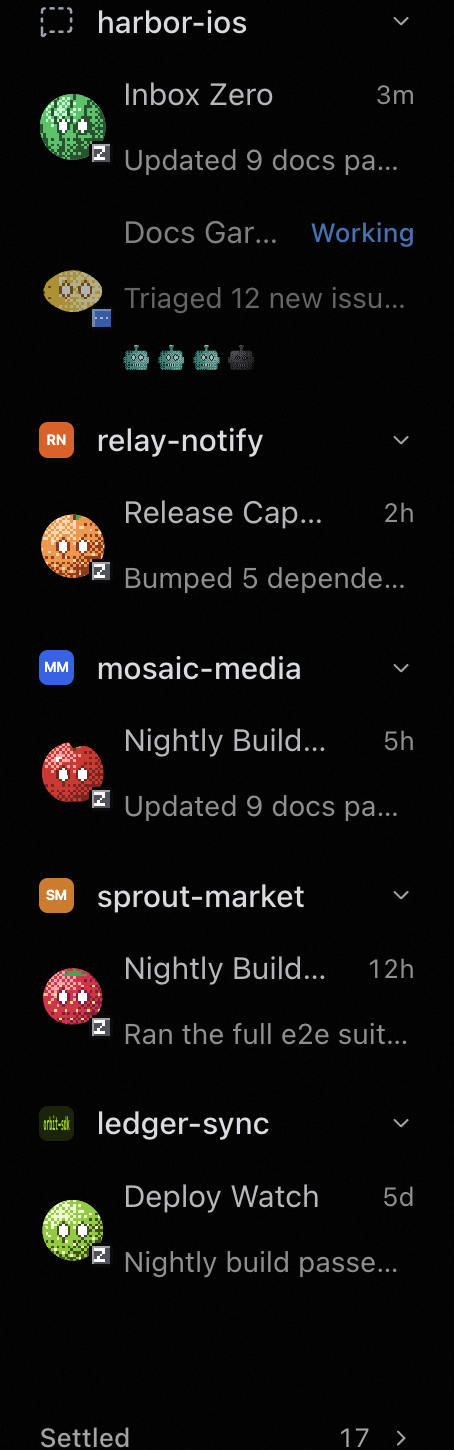 harbor-ios
Inbox Zero 3m
Updated 9 docs pa...
Docs Gar... Working
Triaged 12 new issu...
RN relay-notify
Release Cap... 2h
Bumped 5 depende...
MM mosaic-media
Nightly Build... 5h
Updated 9 docs pa...
SM sprout-market
Nightly Build... 12h
Ran the full e2e suit...
orbit-sdk ledger-sync
Deploy Watch 5d
Nightly build passe...
Settled 17